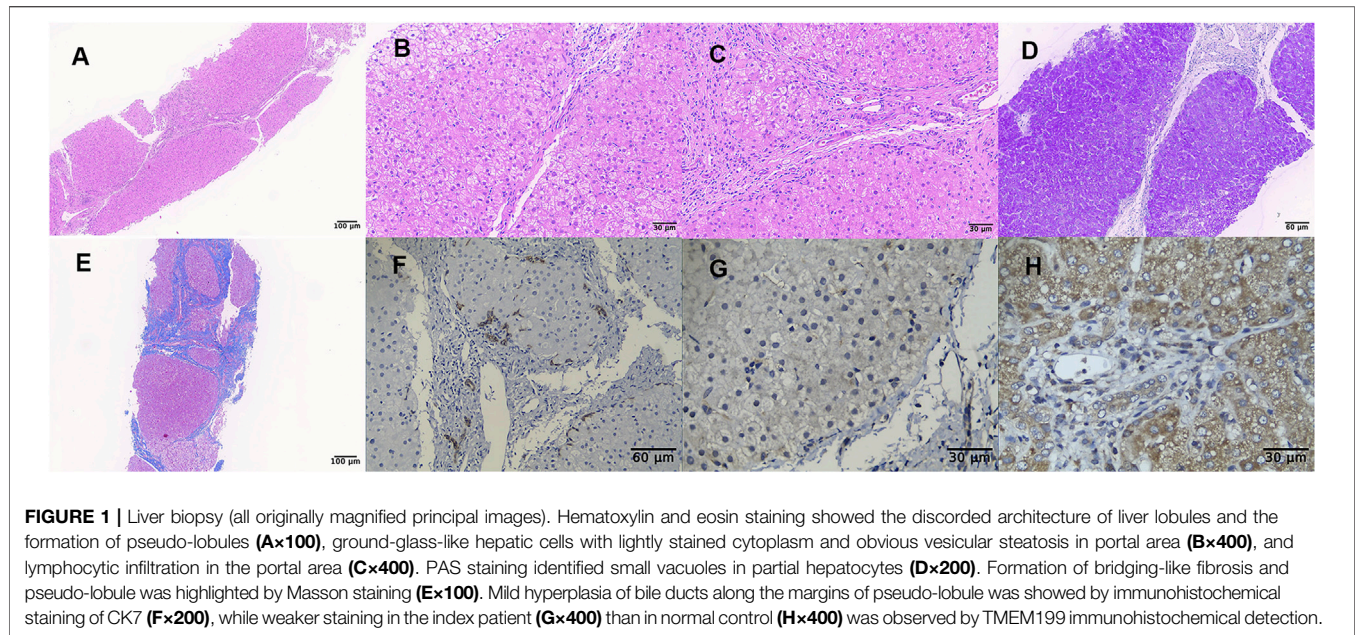 A
B
C
D
100 µm
30 µm
30 µm
60 µm
E
F
G
H
100 µm
60 µm
30 µm
30 µm
FIGURE 1 | Liver biopsy (all originally magnified principal images). Hematoxylin and eosin staining showed the discorded architecture of liver lobules and the
formation of pseudo-lobules (A×100), ground-glass-like hepatic cells with lightly stained cytoplasm and obvious vesicular steatosis in portal area (B×400), and
lymphocytic infiltration in the portal area (C×400). PAS staining identified small vacuoles in partial hepatocytes (D×200). Formation of bridging-like fibrosis and
pseudo-lobule was highlighted by Masson staining (E×100). Mild hyperplasia of bile ducts along the margins of pseudo-lobule was showed by immunohistochemical
staining of CK7 (F×200), while weaker staining in the index patient (G×400) than in normal control (H×400) was observed by TMEM199 immunohistochemical detection.